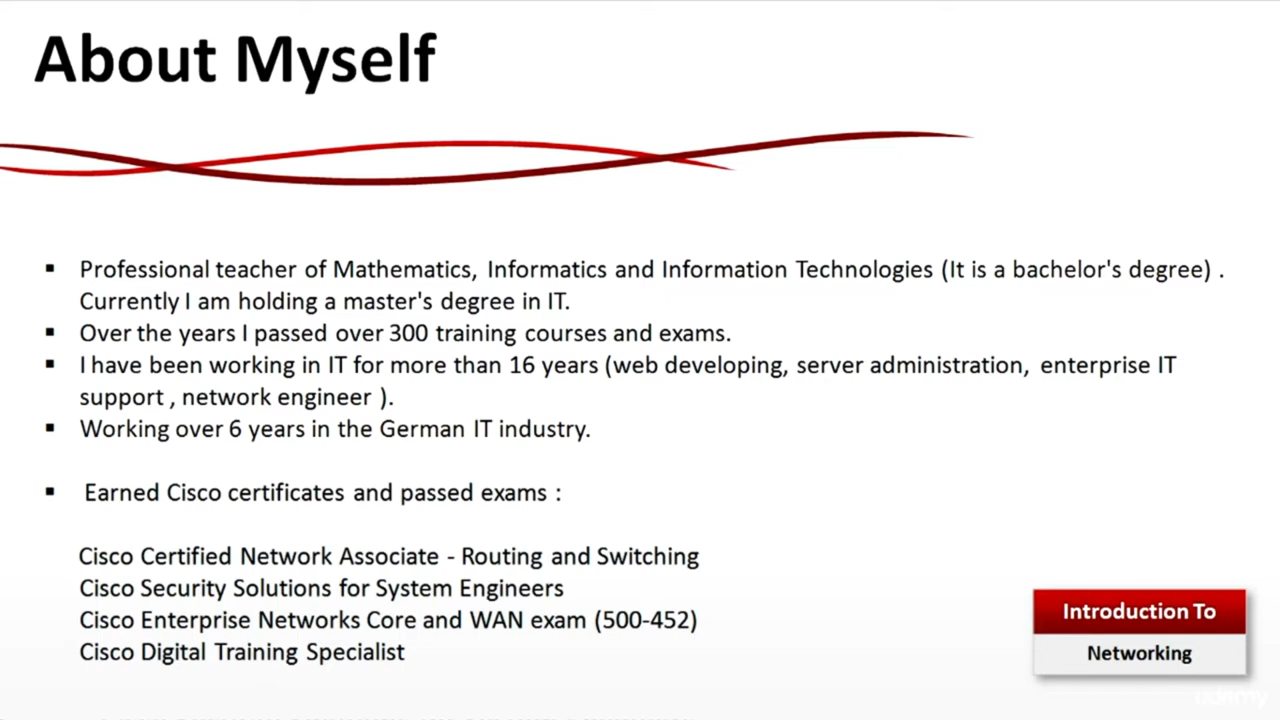 About Myself
▪ Professional teacher of Mathematics, Informatics and Information Technologies (It is a bachelor's degree) .
Currently I am holding a master's degree in IT.
▪ Over the years I passed over 300 training courses and exams.
▪ I have been working in IT for more than 16 years (web developing, server administration, enterprise IT
support , network engineer ).
▪ Working over 6 years in the German IT industry.
▪ Earned Cisco certificates and passed exams :
Cisco Certified Network Associate - Routing and Switching
Cisco Security Solutions for System Engineers
Cisco Enterprise Networks Core and WAN exam (500-452)
Cisco Digital Training Specialist
Introduction To
Networking
udemy